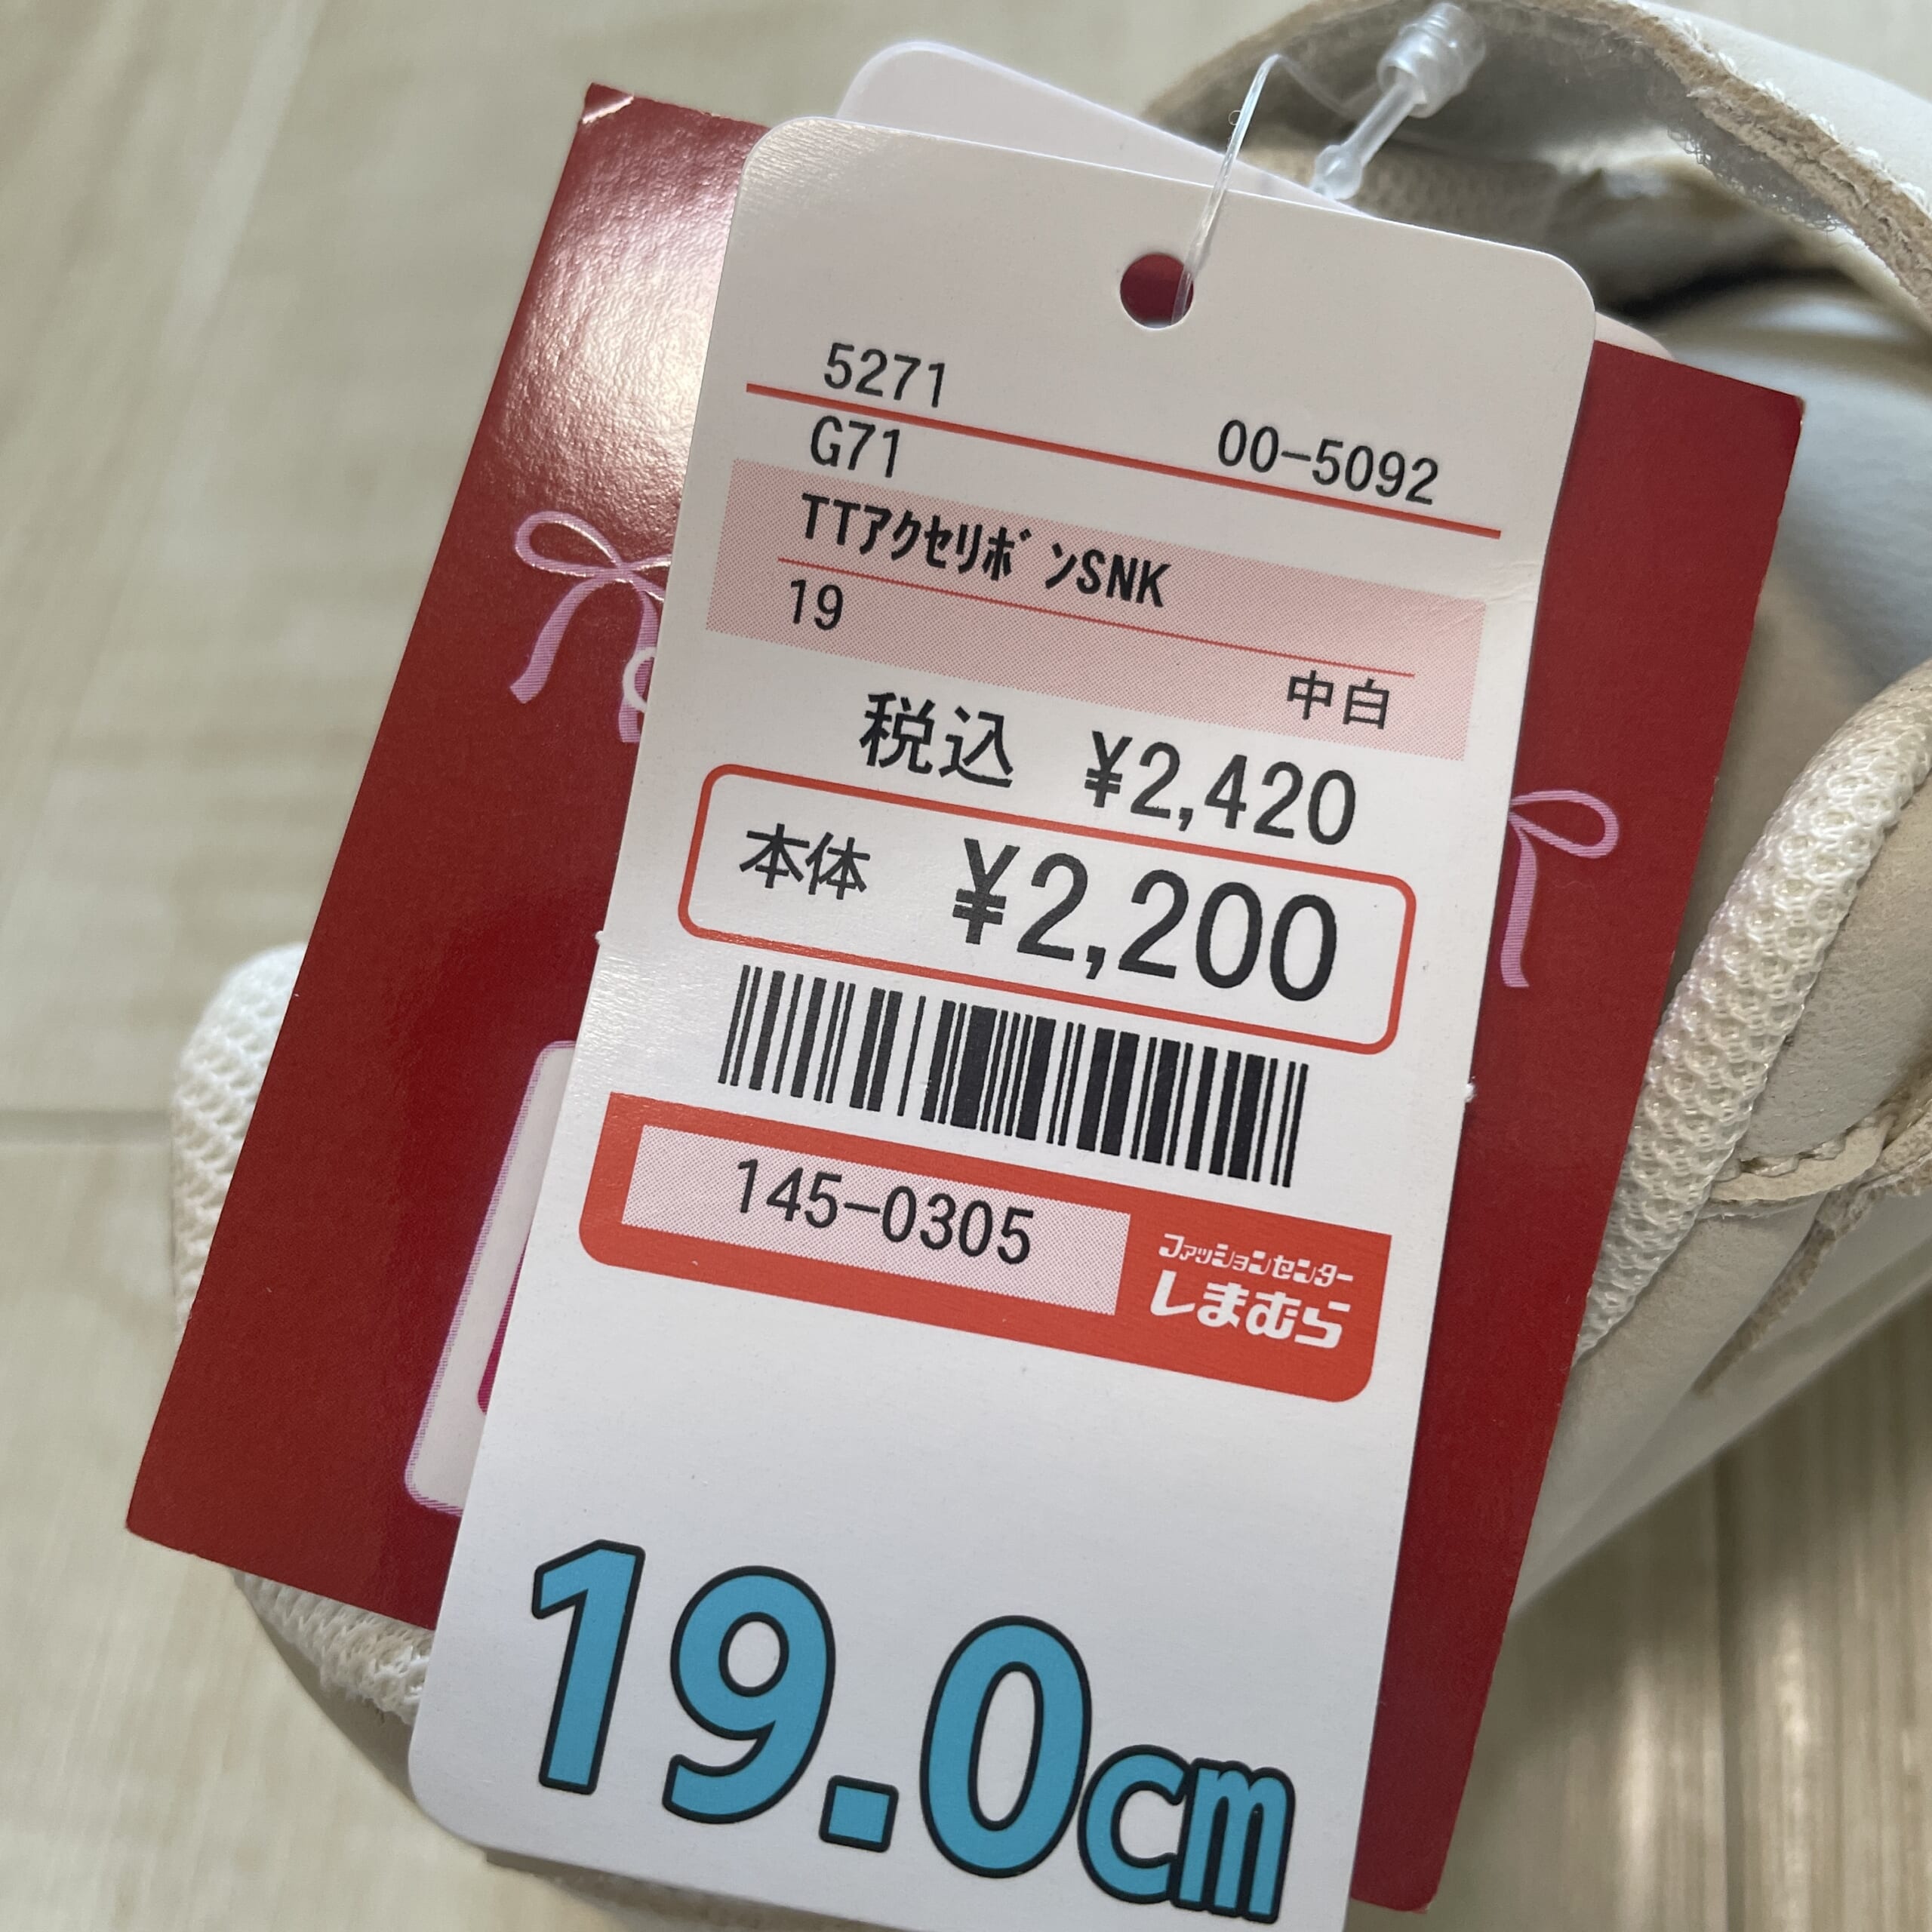 5271
G71 00-5092
TTアクセリボンSNK
19
中白
税込 ¥2,420
本体 ¥2,200
145-0305
ファッションセンター
しまむら
19.0cm